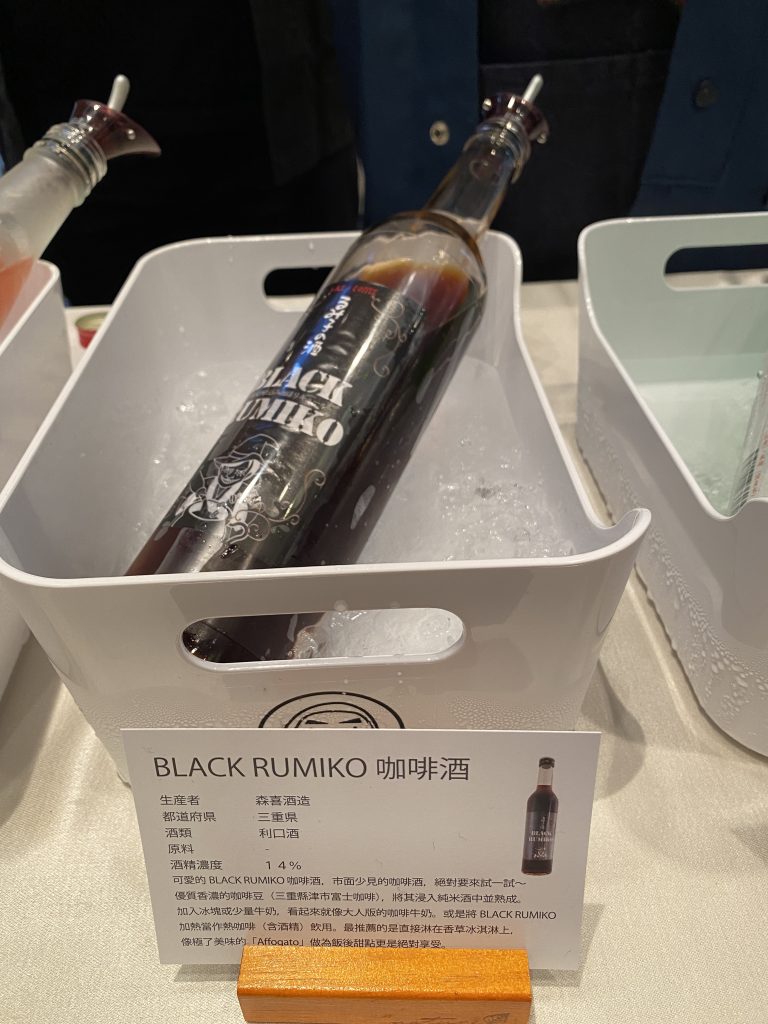 BLACK
RUMIKO
BLACK RUMIKO 咖啡酒
生産者 森喜酒造
都道府県 三重県
酒類 利口酒
原料 -
酒精濃度 14%
可愛的 BLACK RUMIKO 咖啡酒，市面少見的咖啡酒，絕對要來試一試～
優質香濃的咖啡豆（三重縣津市富士咖啡），將其浸入純米酒中並熟成。
加入冰塊或少量牛奶，看起來就像大人版的咖啡牛奶。或是將 BLACK RUMIKO
加熱當作熱咖啡（含酒精）飲用。最推薦的是直接淋在香草冰淇淋上，
像極了美味的「Affogato」做為飯後甜點更是絕對享受。
BLACK
RUMIKO